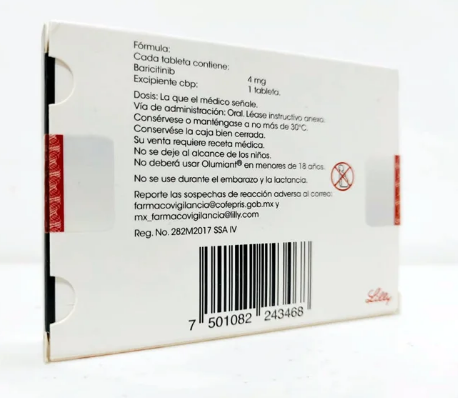 Fórmula:
Cada tableta contiene:
Baricitinib 4 mg
Excipiente cbp: 1 tableta.
Dosis: La que el médico señale.
Vía de administración: Oral. Léase instructivo anexo.
Consérvese o manténgase a no más de 30°C.
Consérvese la caja bien cerrada.
Su venta requiere receta médica.
No se deje al alcance de los niños.
No deberá usar Olumiant® en menores de 18 años.
No se use durante el embarazo y la lactancia.
Reporte las sospechas de reacción adversa al correo:
farmacovigilancia@cofepris.gob.mx y
mx_farmacovigilancia@lilly.com
Reg. No. 282M2017 SSA IV
7 501082 243468
Lilly